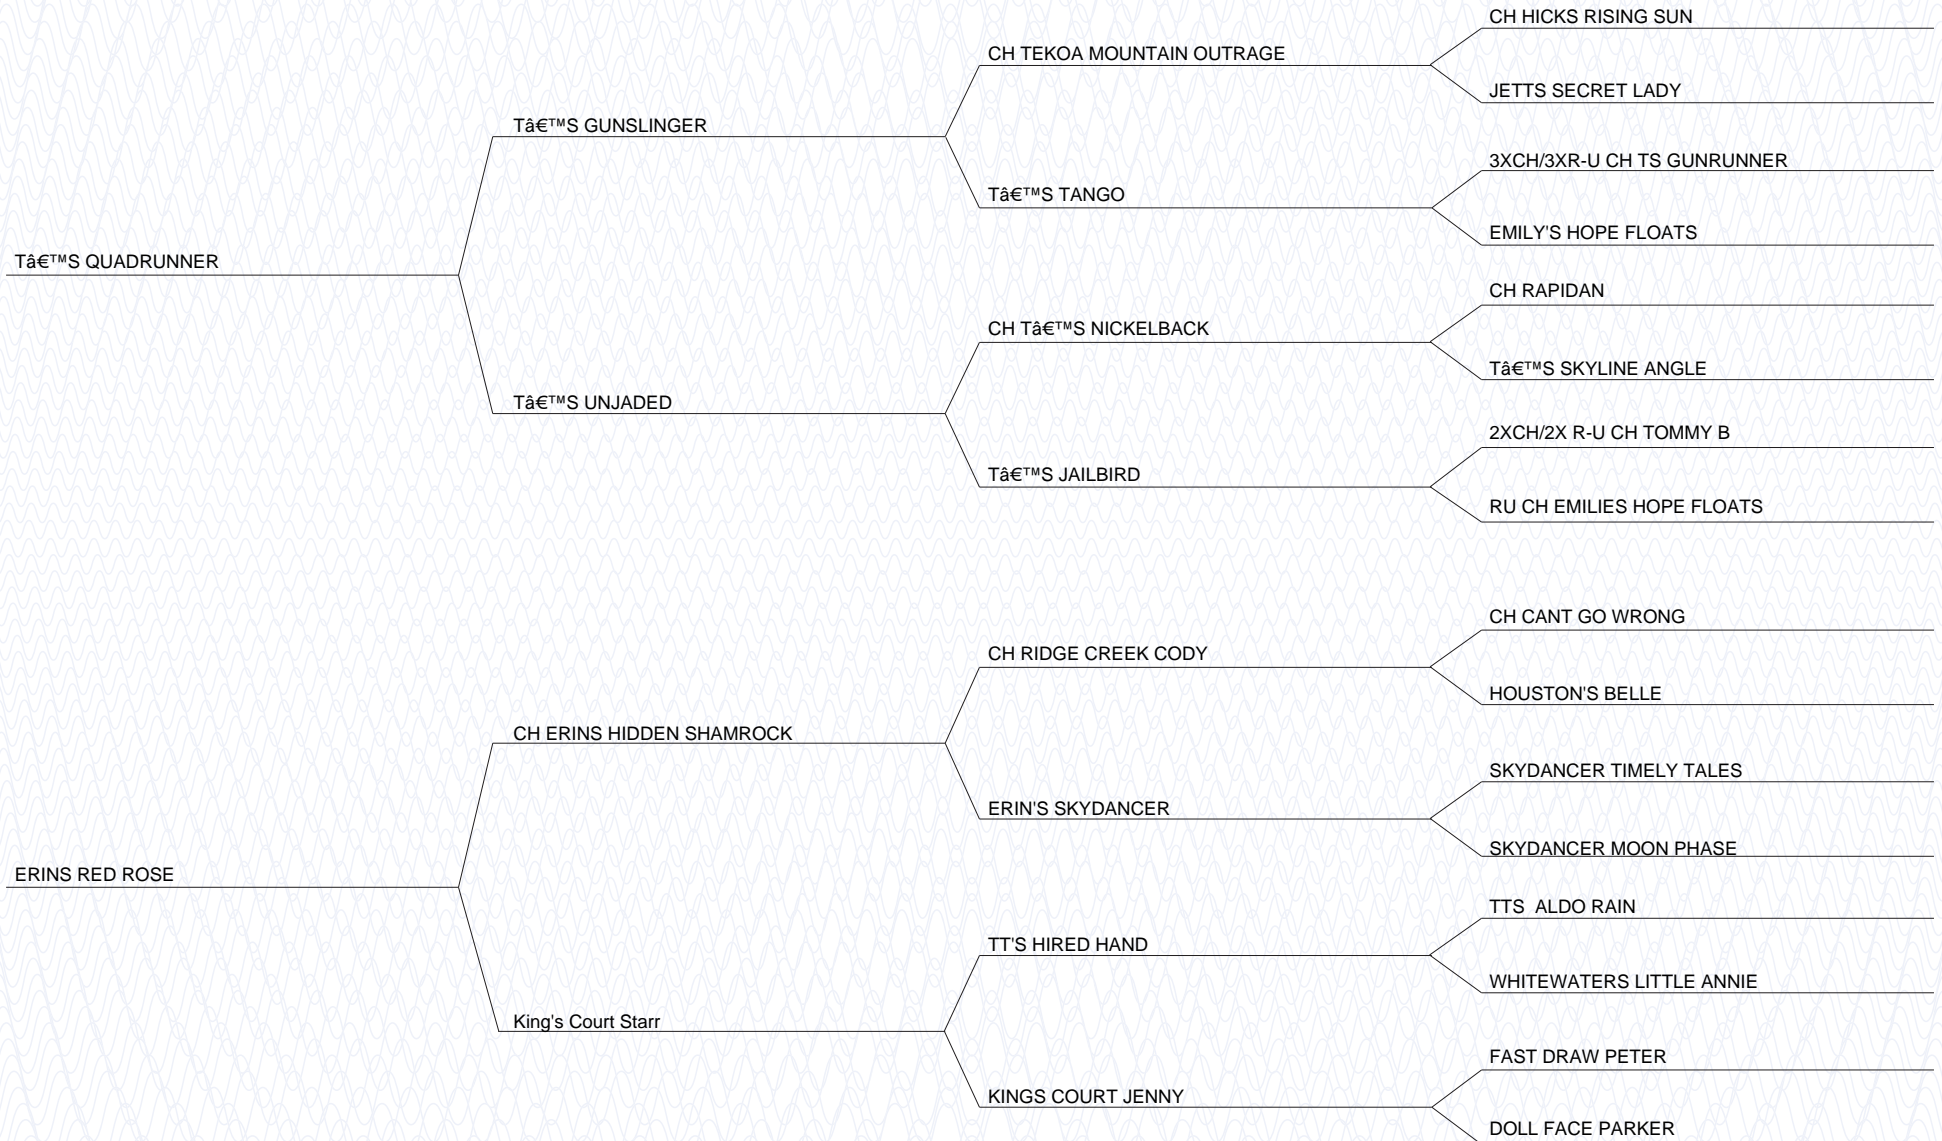 CH HICKS RISING SUN
CH TEKOA MOUNTAIN OUTRAGE
JETTS SECRET LADY
Tâ€™S GUNSLINGER
3XCH/3XR-U CH TS GUNRUNNER
Tâ€™S TANGO
EMILY'S HOPE FLOATS
Tâ€™S QUADRUNNER
CH RAPIDAN
CH Tâ€™S NICKELBACK
Tâ€™S SKYLINE ANGLE
Tâ€™S UNJADED
2XCH/2X R-U CH TOMMY B
Tâ€™S JAILBIRD
RU CH EMILIES HOPE FLOATS
CH CANT GO WRONG
CH RIDGE CREEK CODY
HOUSTON'S BELLE
CH ERINS HIDDEN SHAMROCK
SKYDANCER TIMELY TALES
ERIN'S SKYDANCER
SKYDANCER MOON PHASE
ERINS RED ROSE
TTS  ALDO RAIN
TT'S HIRED HAND
WHITEWATERS LITTLE ANNIE
King's Court Starr
FAST DRAW PETER
KINGS COURT JENNY
DOLL FACE PARKER